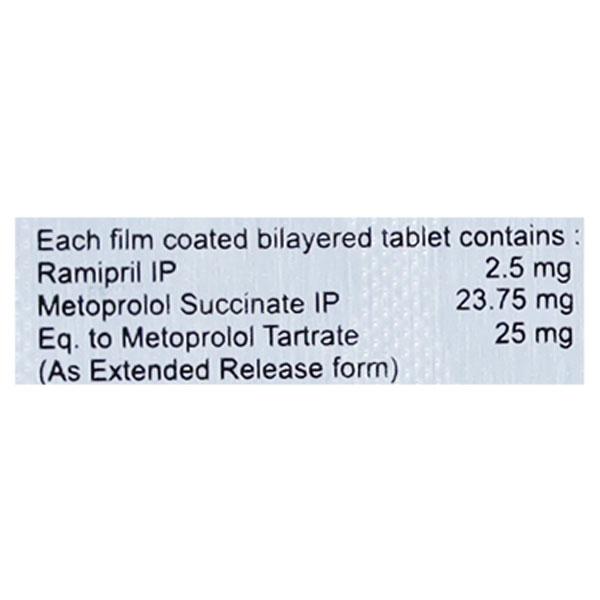 Each film coated bilayered tablet contains :
Ramipril IP 2.5 mg
Metoprolol Succinate IP 23.75 mg
Eq. to Metoprolol Tartrate 25 mg
(As Extended Release form)